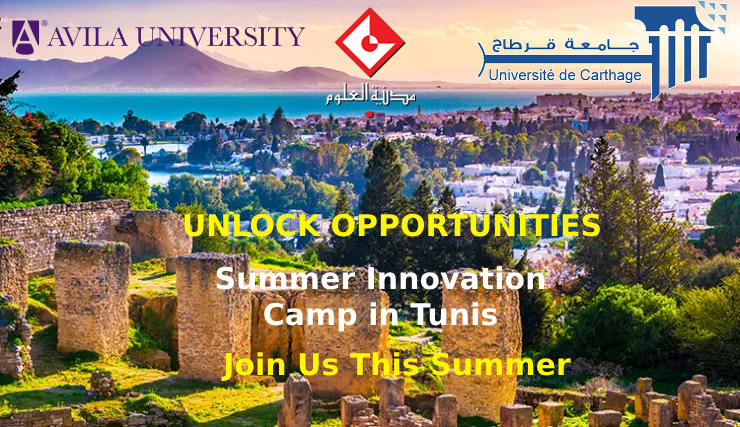 AVILA UNIVERSITY
مدينة العلوم
جامعة قرطاج
Université de Carthage
UNLOCK OPPORTUNITIES
Summer Innovation
Camp in Tunis
Join Us This Summer